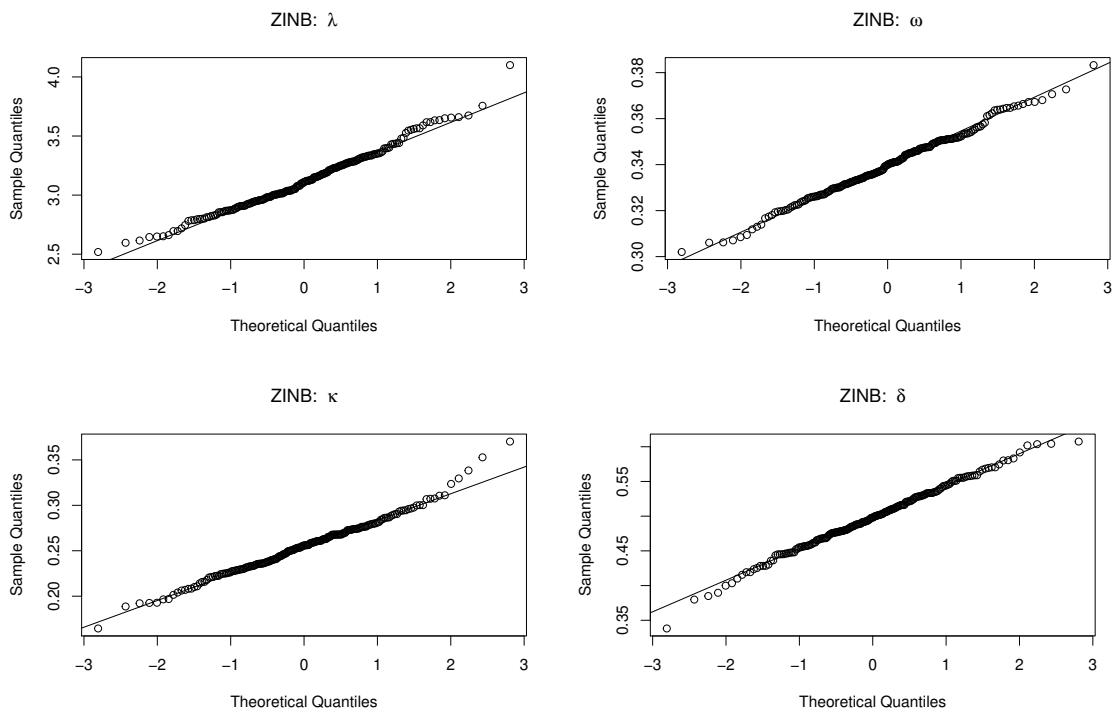 ZINB: λ
Sample Quantiles
4.0
3.5
3.0
2.5
−3 −2 −1 0 1 2 3
Theoretical Quantiles
ZINB: ω
Sample Quantiles
0.38
0.36
0.34
0.32
0.30
−3 −2 −1 0 1 2 3
Theoretical Quantiles
ZINB: κ
Sample Quantiles
0.35
0.30
0.25
0.20
−3 −2 −1 0 1 2 3
Theoretical Quantiles
ZINB: δ
Sample Quantiles
0.55
0.45
0.35
−3 −2 −1 0 1 2 3
Theoretical Quantiles